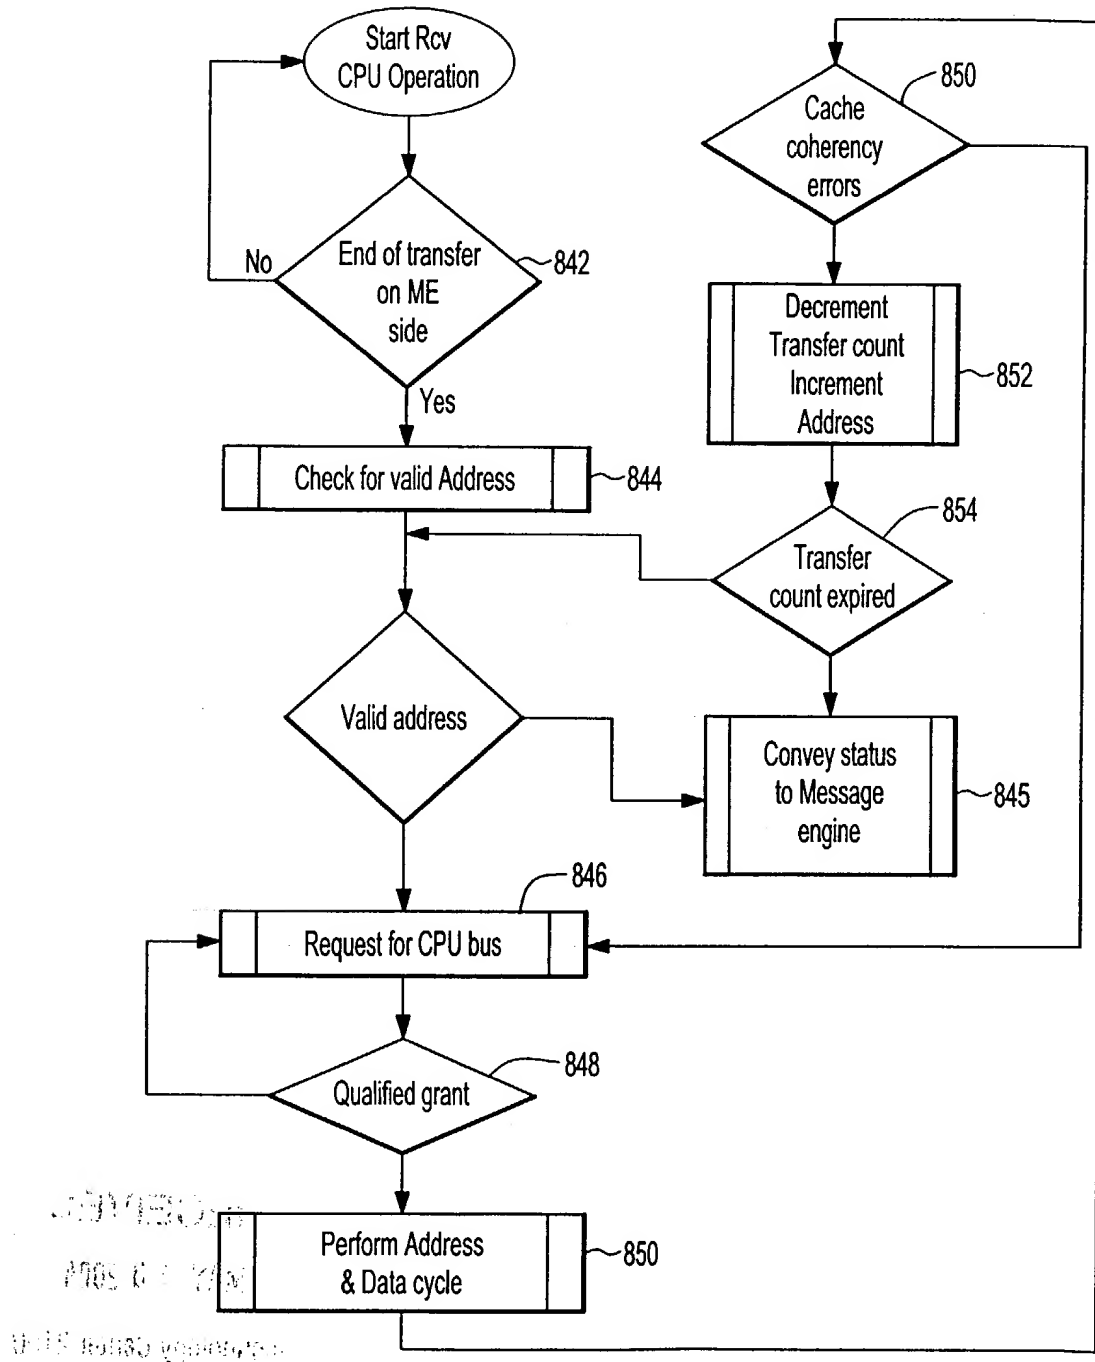 Start Rcv
CPU Operation
No
End of transfer
on ME
side
842
Yes
Check for valid Address
844
Valid address
846
Request for CPU bus
Qualified grant
848
Perform Address
& Data cycle
850
Cache
coherency
errors
850
Decrement
Transfer count
Increment
Address
852
Transfer
count expired
854
Convey status
to Message
engine
845